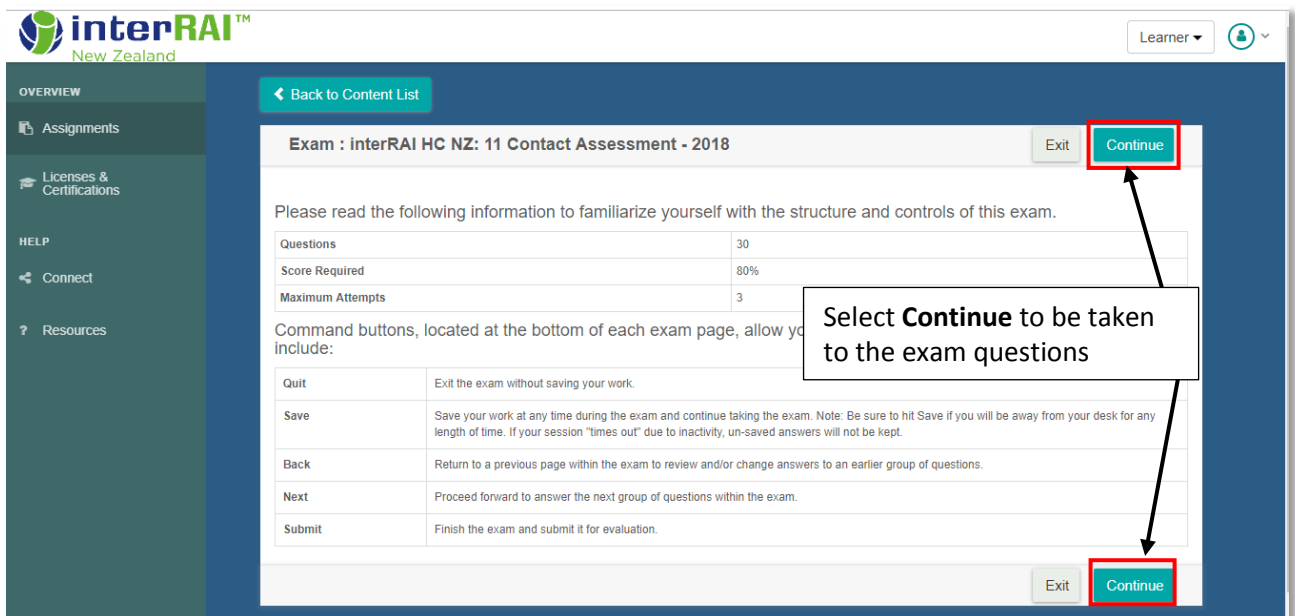 interRAI™
New Zealand
Learner
OVERVIEW
Assignments
Licenses &
Certifications
HELP
Connect
? Resources
Back to Content List
Exam : interRAI HC NZ: 11 Contact Assessment - 2018
Exit
Continue
Please read the following information to familiarize yourself with the structure and controls of this exam.
Questions 30
Score Required 80%
Maximum Attempts 3
Select Continue to be taken
to the exam questions
Command buttons, located at the bottom of each exam page, allow
include:
Quit Exit the exam without saving your work.
Save Save your work at any time during the exam and continue taking the exam. Note: Be sure to hit Save if you will be away from your desk for any
length of time. If your session "times out" due to inactivity, un-saved answers will not be kept.
Back Return to a previous page within the exam to review and/or change answers to an earlier group of questions.
Next Proceed forward to answer the next group of questions within the exam.
Submit Finish the exam and submit it for evaluation.
Exit
Continue